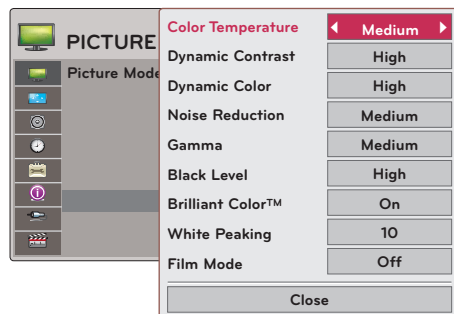 PICTURE
Picture Mode
Color Temperature Medium
Dynamic Contrast High
Dynamic Color High
Noise Reduction Medium
Gamma Medium
Black Level High
Brilliant Color™ On
White Peaking 10
Film Mode Off
Close